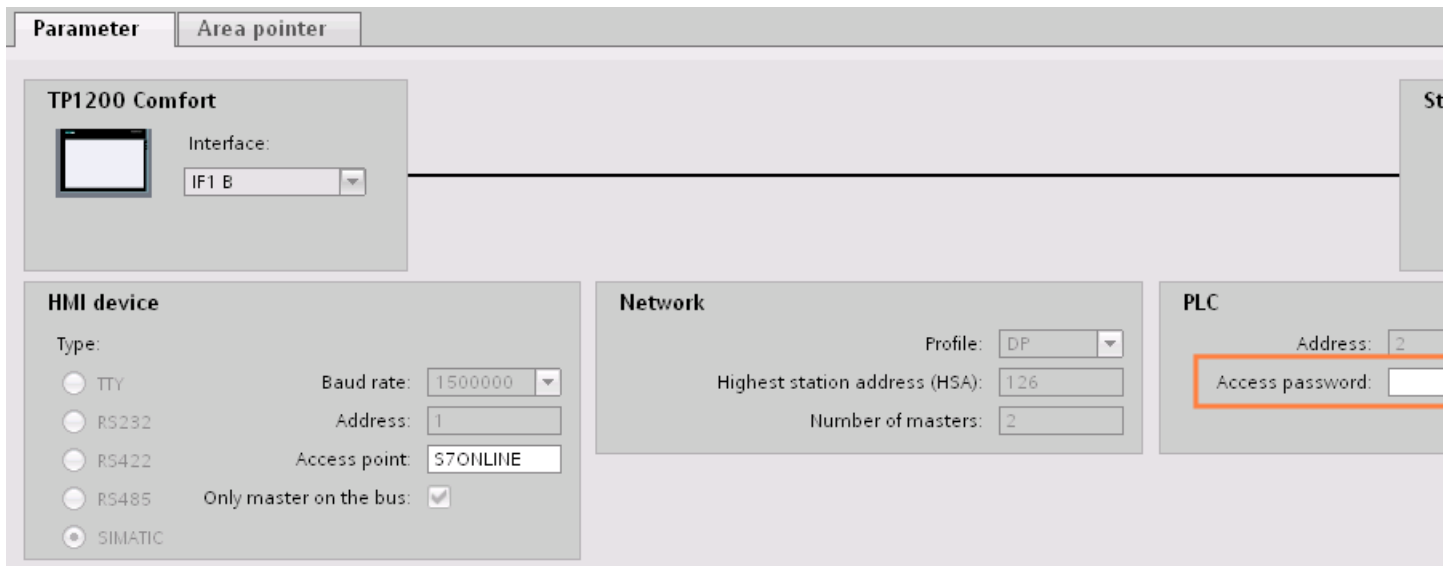 Parameter
Area pointer
TP1200 Comfort
Interface:
IF1 B
St
HMI device
Type:
TTY
RS232
RS422
RS485
SIMATIC
Baud rate: 1500000
Address: 1
Access point: S7ONLINE
Only master on the bus:
Network
Profile: DP
Highest station address (HSA): 126
Number of masters: 2
PLC
Address: 2
Access password: